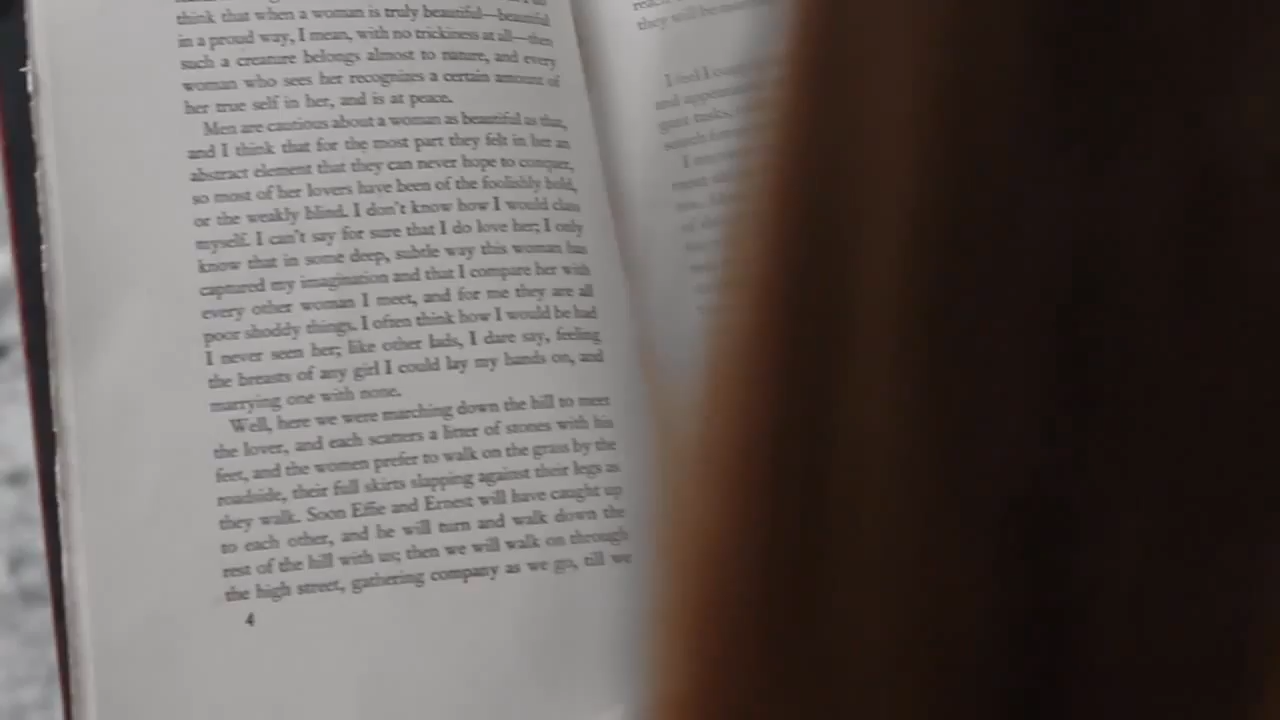 think that when a woman is truly beautiful—beautiful
in a proud way, I mean, with no trickiness at all—then
such a creature belongs almost to nature, and every
woman who sees her recognizes a certain amount of
her true self in her, and is at peace.
Men are cautious about a woman as beautiful as that,
and I think that for the most part they felt in her an
abstract element that they can never hope to conquer,
so most of her lovers have been of the foolishly bold,
or the weakly blind. I don't know how I would class
myself. I can't say for sure that I do love her; I only
know that in some deep, subtle way this woman has
captured my imagination and that I compare her with
every other woman I meet, and for me they are all
poor shoddy things. I often think how I would be had
I never seen her; like other lads, I dare say, feeling
the breasts of any girl I could lay my hands on, and
marrying one with none.
Well, here we were marching down the hill to meet
the lover, and each scatters a litter of stones with his
feet, and the women prefer to walk on the grass by the
roadside, their full skirts slapping against their legs as
they walk. Soon Effie and Ernest will have caught up
to each other, and he will turn and walk down the
rest of the hill with us; then we will walk on through
the high street, gathering company as we go, till we
4
they will be
I feel I